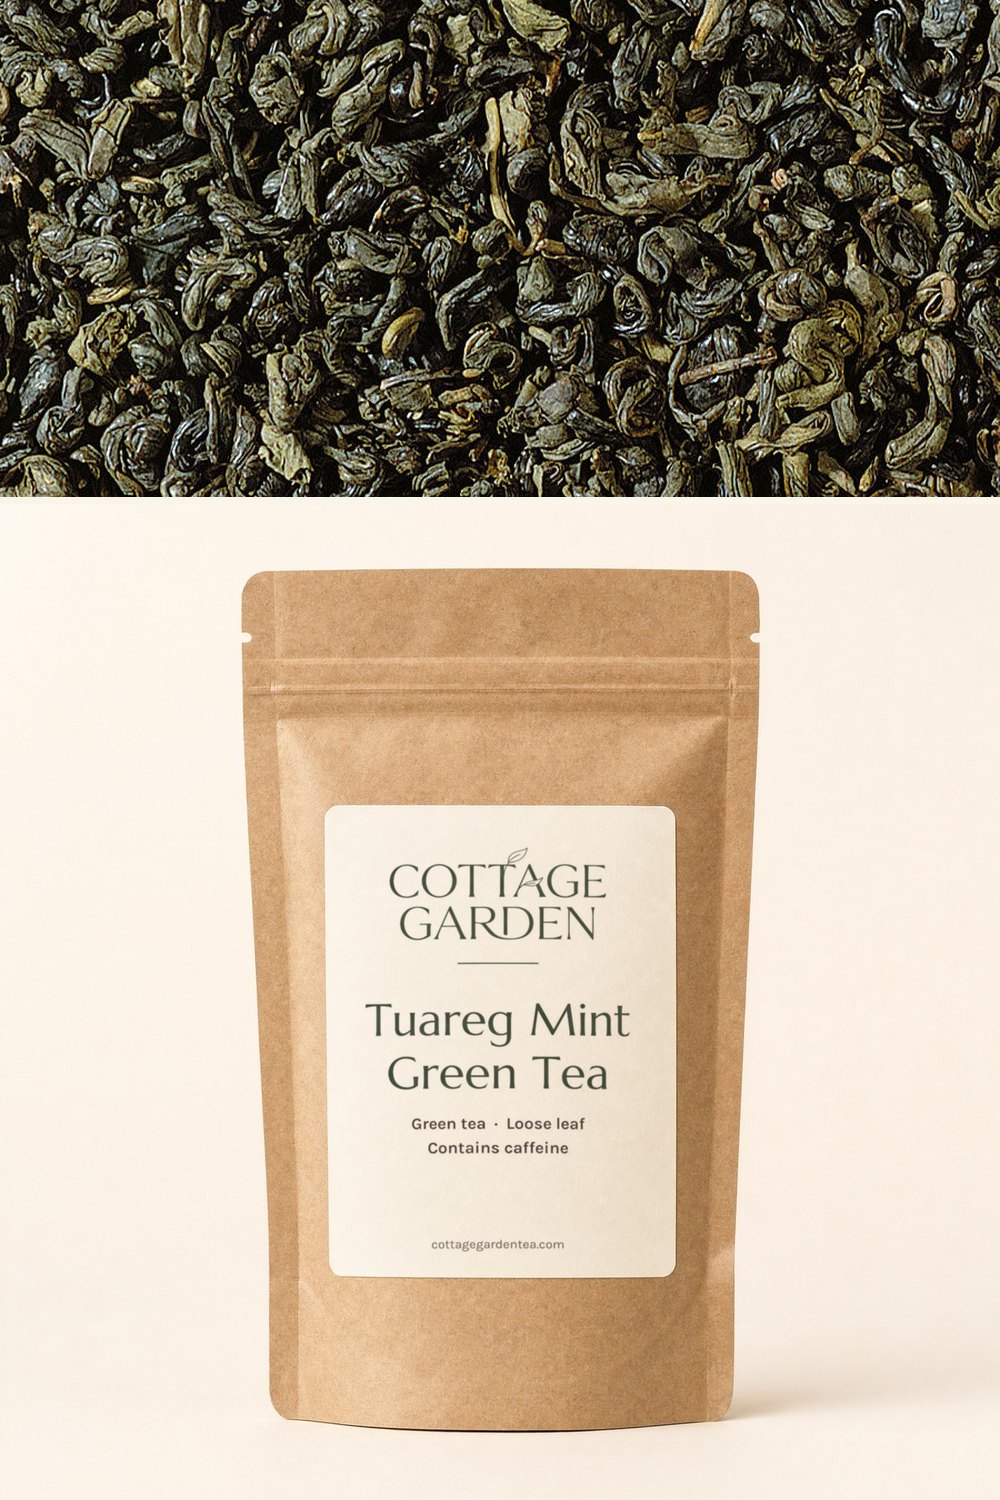 COTTAGE
GARDEN
Tuareg Mint
Green Tea
Green tea · Loose leaf
Contains caffeine
cottagegardentea.com